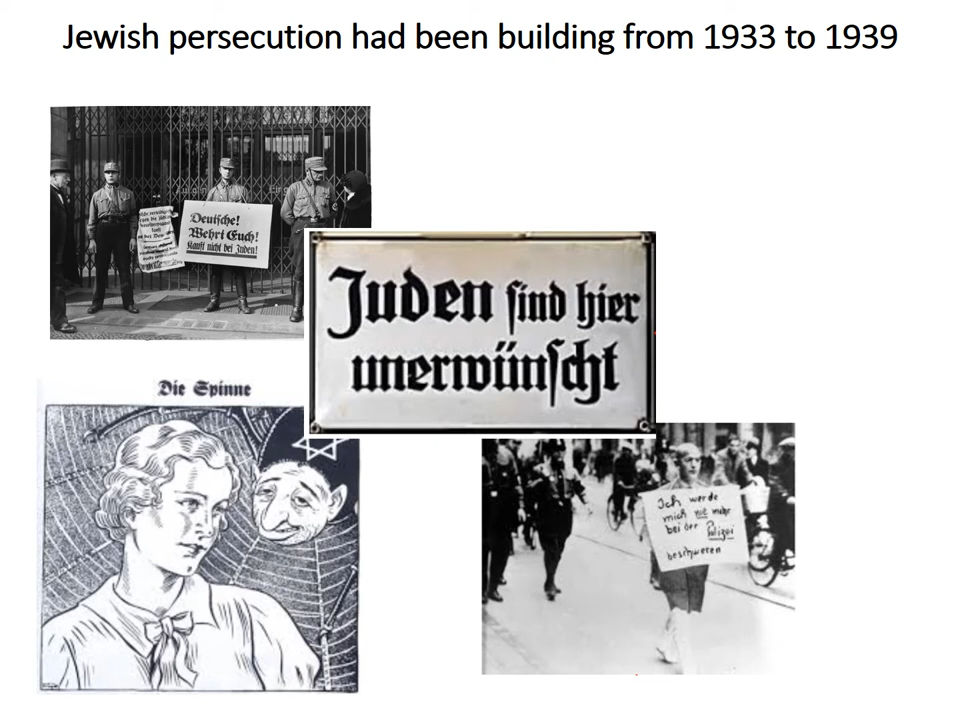 Jewish persecution had been building from 1933 to 1939
Deutsche!
Wehrt Euch!
Kauft nicht bei Juden!
Juden sind hier
unerwünscht
Die Spinne
Ich werde
mich nie mehr
bei der Polizei
beschweren